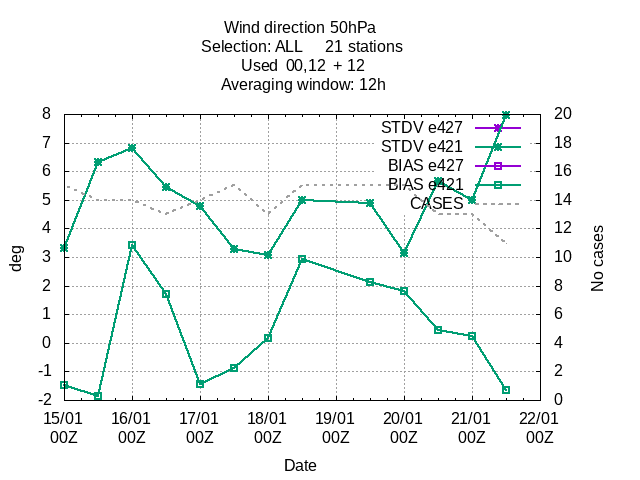 Wind direction 50hPa
Selection: ALL 21 stations
Used 00,12 + 12
Averaging window: 12h
8 20
7 18
6 16
5 14
4 12
3 10
2 8
1 6
0 4
-1 2
-2 0
STDV e427
STDV e421
BIAS e427
BIAS e421
CASES
deg
No cases
15/01 16/01 17/01 18/01 19/01 20/01 21/01 22/01
00Z 00Z 00Z 00Z 00Z 00Z 00Z 00Z
Date